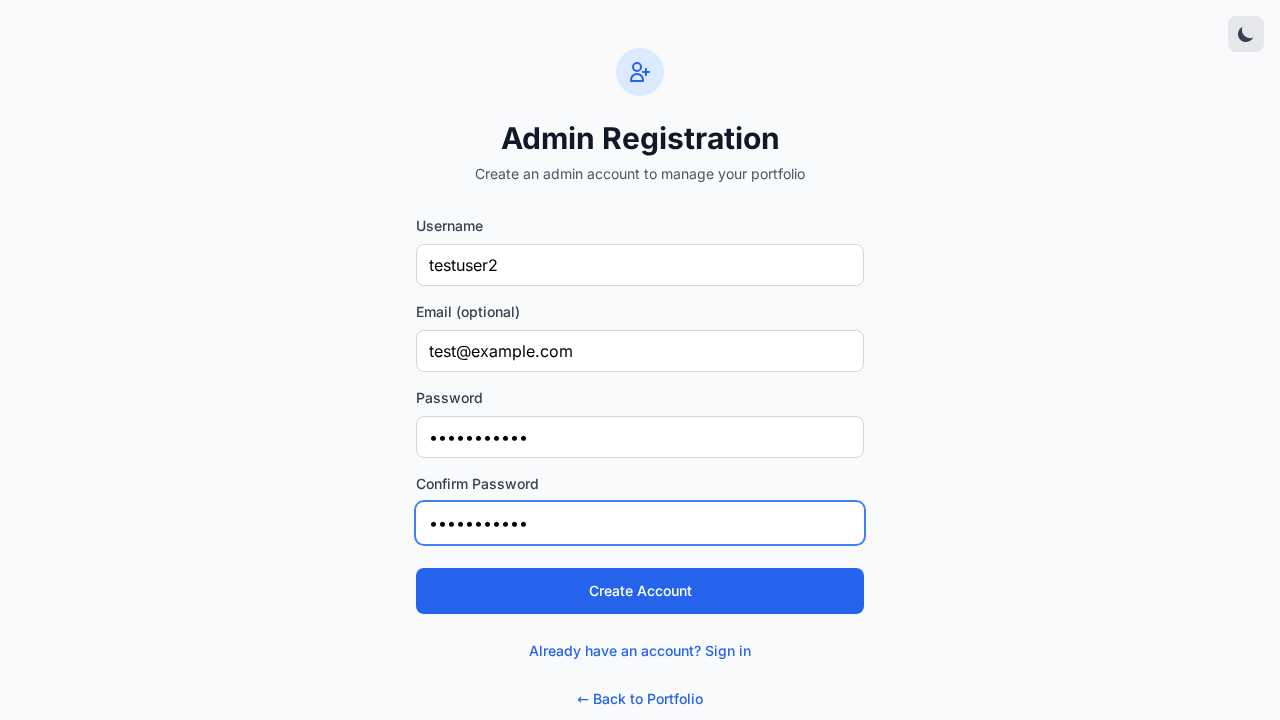 Admin Registration
Create an admin account to manage your portfolio
Username
testuser2
Email (optional)
test@example.com
Password
•••••••••••
Confirm Password
•••••••••••
Create Account
Already have an account? Sign in
← Back to Portfolio